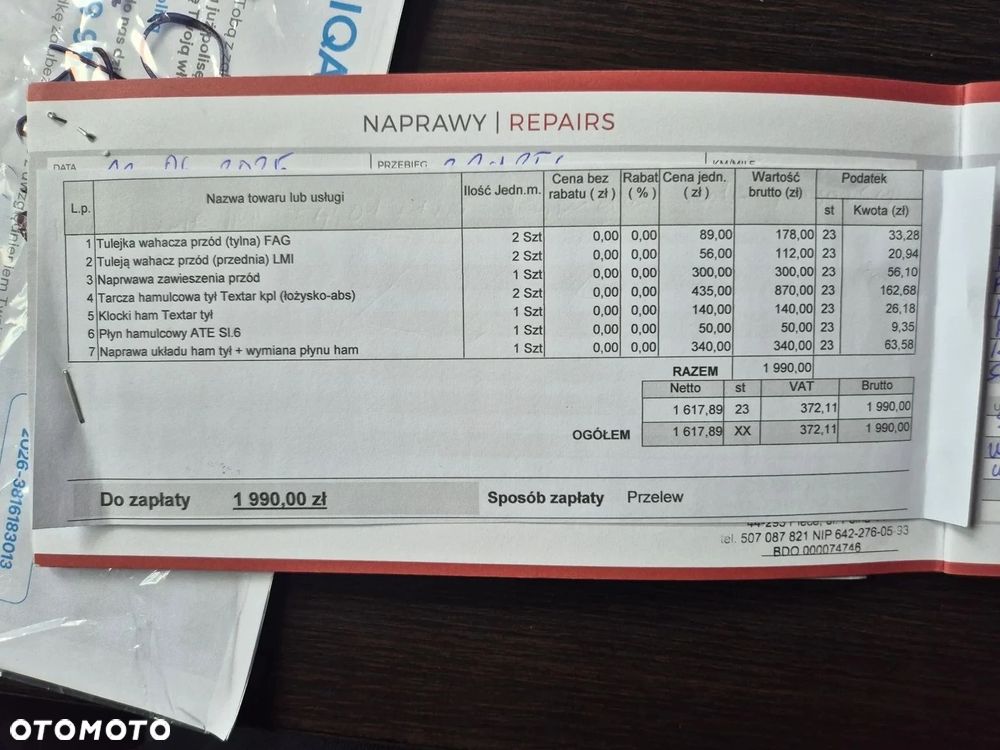 NAPRAWY | REPAIRS
DATA
PRZEBIEG
L.p. Nazwa towaru lub usługi Ilość Jedn.m. Cena bez rabatu ( zł ) Rabat ( % ) Cena jedn. ( zł ) Wartość brutto (zł) Podatek
st Kwota (zł)
1 Tulejka wahacza przód (tylna) FAG 2 Szt 0,00 0,00 89,00 178,00 23 33,28
2 Tuleją wahacz przód (przednia) LMI 2 Szt 0,00 0,00 56,00 112,00 23 20,94
3 Naprwawa zawieszenia przód 1 Szt 0,00 0,00 300,00 300,00 23 56,10
4 Tarcza hamulcowa tył Textar kpl (łożysko-abs) 2 Szt 0,00 0,00 435,00 870,00 23 162,68
5 Klocki ham Textar tył 1 Szt 0,00 0,00 140,00 140,00 23 26,18
6 Płyn hamulcowy ATE Sl.6 1 Szt 0,00 0,00 50,00 50,00 23 9,35
7 Naprawa układu ham tył + wymiana płynu ham 1 Szt 0,00 0,00 340,00 340,00 23 63,58
RAZEM 1 990,00
Netto st VAT Brutto
1 617,89 23 372,11 1 990,00
OGÓŁEM 1 617,89 XX 372,11 1 990,00
Do zapłaty 1 990,00 zł Sposób zapłaty Przelew
tel. 507 087 821 NIP 642-276-05-93
BDO 000074746
2026-3816183013
OTOMOTO